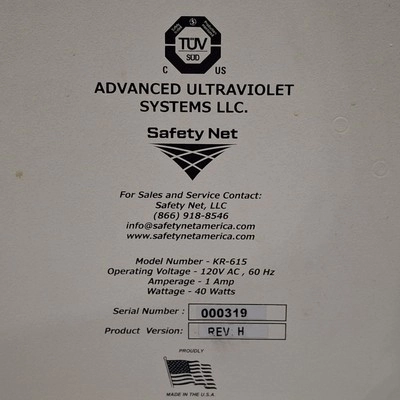 TÜV
SÜD
C US
ADVANCED ULTRAVIOLET
SYSTEMS LLC.
Safety Net
For Sales and Service Contact:
Safety Net, LLC
(866) 918-8546
info@safetynetamerica.com
www.safetynetamerica.com
Model Number - KR-615
Operating Voltage - 120V AC , 60 Hz
Amperage - 1 Amp
Wattage - 40 Watts
Serial Number : 000319
Product Version: REV. H
PROUDLY
MADE IN THE U.S.A